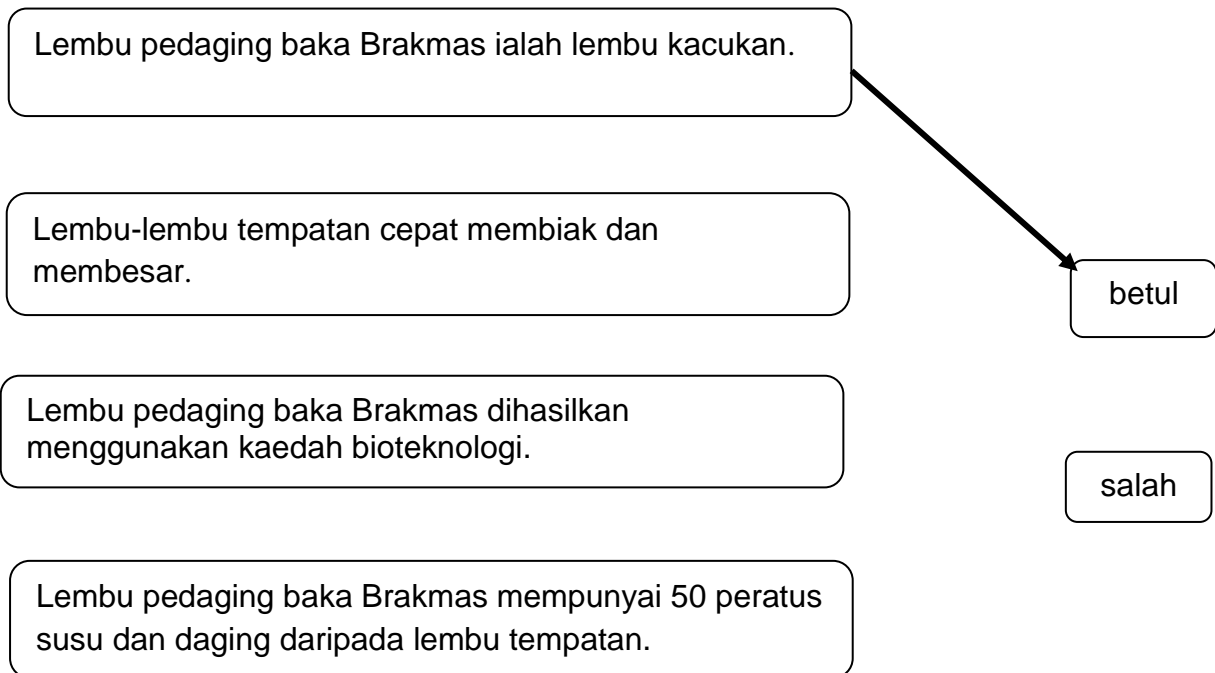 Lembu pedaging baka Brakmas ialah lembu kacukan.
Lembu-lembu tempatan cepat membiak dan
membesar.
betul
Lembu pedaging baka Brakmas dihasilkan
menggunakan kaedah bioteknologi.
salah
Lembu pedaging baka Brakmas mempunyai 50 peratus
susu dan daging daripada lembu tempatan.